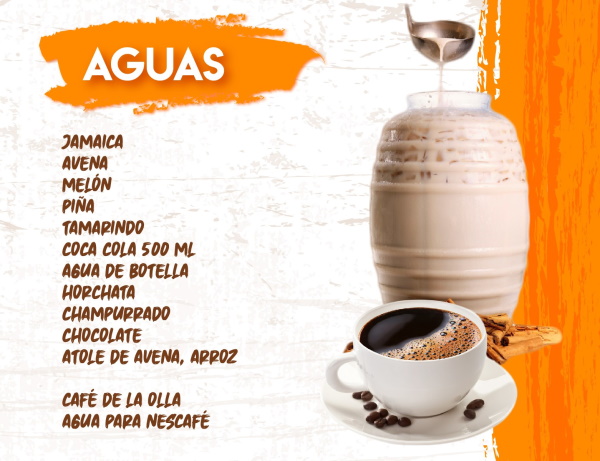 AGUAS
JAMAICA
AVENA
MELÓN
PIÑA
TAMARINDO
COCA COLA 500 ML
AGUA DE BOTELLA
HORCHATA
CHAMPURRADO
CHOCOLATE
ATOLE DE AVENA, ARROZ
CAFÉ DE LA OLLA
AGUA PARA NESCAFÉ